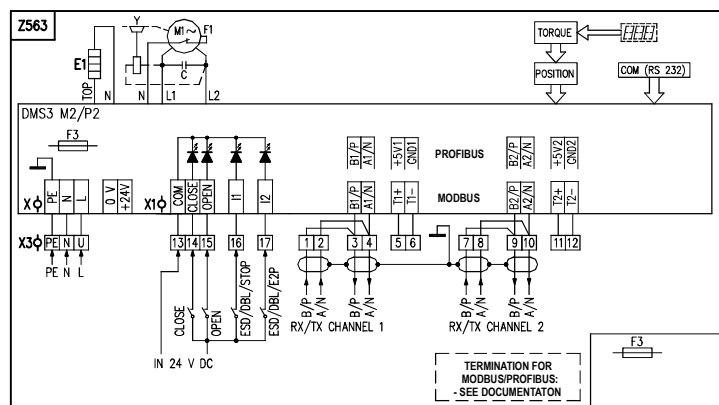 Z563
Y
M1~
F1
E1
TOP
N
N
L1
C
L2
TORQUE
POSITION
COM (RS 232)
DMS3 M2/P2
F3
B1/P
A1/N
+5V1
GND1
PROFIBUS
B2/P
A2/N
+5V2
GND2
X
PE
N
L
0 V
+24V
X1
COM
CLOSE
OPEN
I1
I2
B1/P
A1/N
T1+
T1-
MODBUS
B2/P
A2/N
T2+
T2-
X3
PE
N
U
13
14
15
16
17
1
2
3
4
5
6
7
8
9
10
11
12
PE
N
L
CLOSE
OPEN
ESD/DBL/STOP
ESD/DBL/E2P
B/P
A/N
B/P
A/N
RX/TX CHANNEL 1
B/P
A/N
B/P
A/N
RX/TX CHANNEL 2
IN 24 V DC
TERMINATION FOR
MODBUS/PROFIBUS:
- SEE DOCUMENTATON
F3